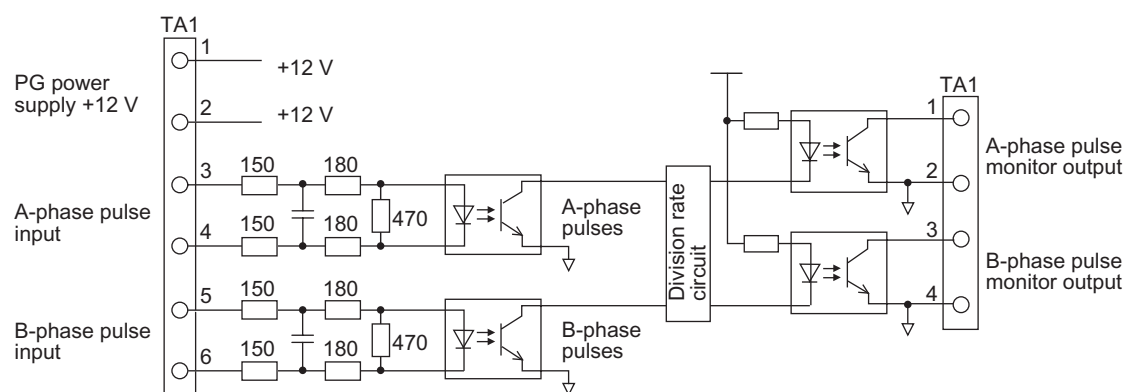 TA1
1
+12 V
PG power
supply +12 V
2
+12 V
3
150
180
A-phase pulse
input
470
4
150
180
A-phase
pulses
5
150
180
B-phase pulse
input
470
6
150
180
B-phase
pulses
Division rate
circuit
TA1
1
A-phase pulse
monitor output
2
3
B-phase pulse
monitor output
4